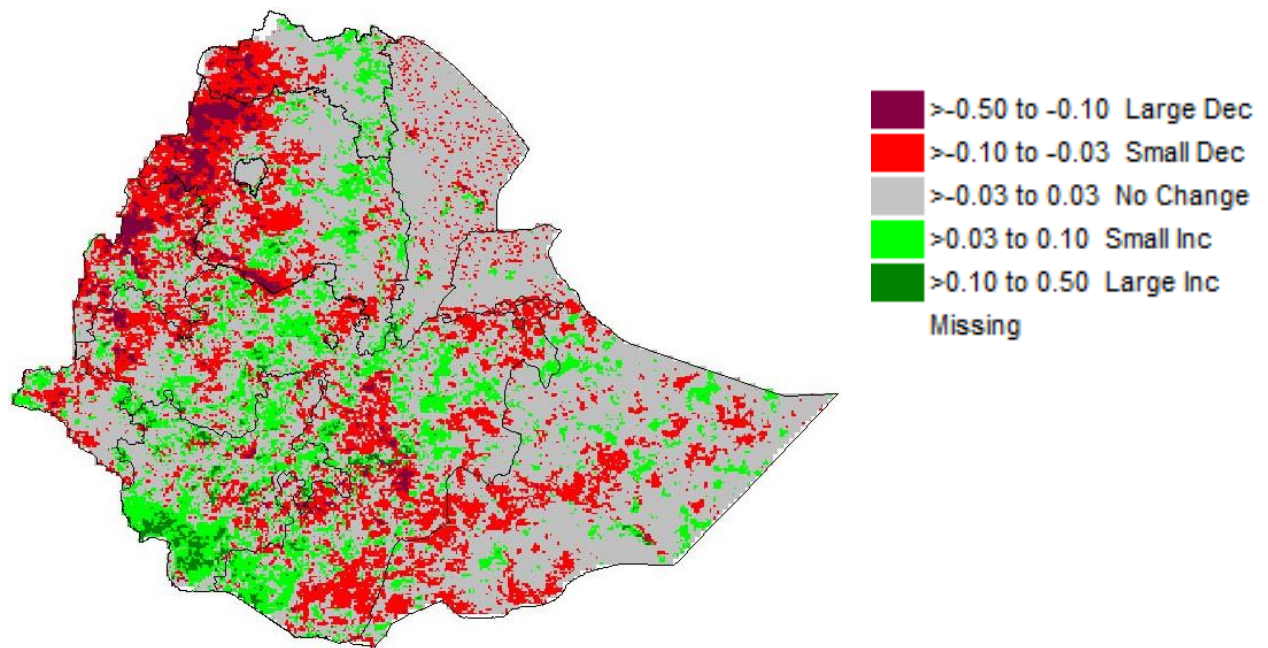 >-0.50 to -0.10 Large Dec
>-0.10 to -0.03 Small Dec
>-0.03 to 0.03 No Change
>0.03 to 0.10 Small Inc
>0.10 to 0.50 Large Inc
Missing